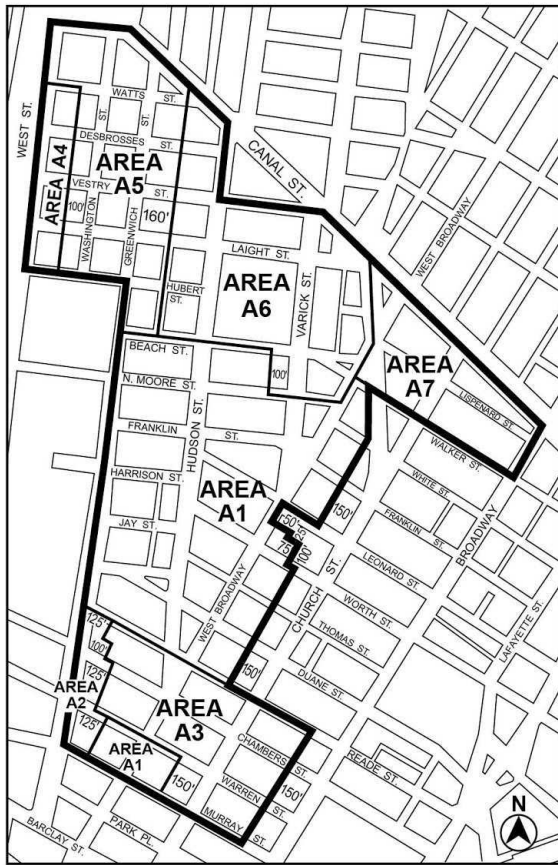 WATTS
ST.
WEST ST.
ST.
ST.
DESBROSSES
ST.
CANAL ST.
AREA
A4
AREA
A5
VESTRY
ST.
100'
WASHINGTON
GREENWICH
160'
WEST BROADWAY
LAIGHT ST.
HUBERT
ST.
AREA
A6
VARICK ST.
BEACH ST.
100'
AREA
A7
LISPENARD ST.
N. MOORE ST.
HUDSON ST.
FRANKLIN
ST.
WALKER ST.
HARRISON ST.
WHITE ST.
BROADWAY
AREA
A1
150'
FRANKLIN
ST.
JAY ST.
50'
25'
75'
100'
LEONARD ST.
WEST BROADWAY
CHURCH ST.
WORTH ST.
LAFAYETTE ST.
THOMAS ST.
125'
100'
150'
DUANE ST.
125'
AREA
A2
AREA
A3
125'
AREA
A1
CHAMBERS ST.
READE ST.
150'
WARREN
ST.
150'
MURRAY
ST.
PARK PL.
BARCLAY ST.
N